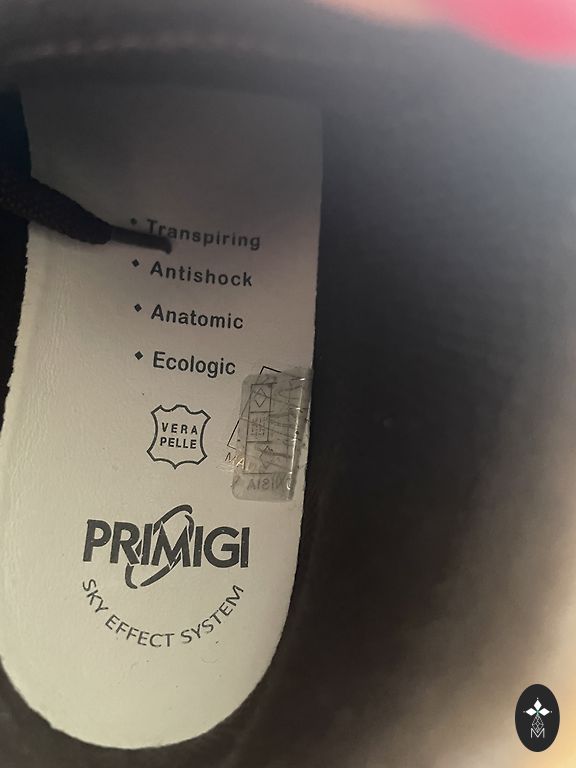 • Transpiring
• Antishock
• Anatomic
• Ecologic
VERA
PELLE
PRIMIGI
SKY EFFECT SYSTEM
M